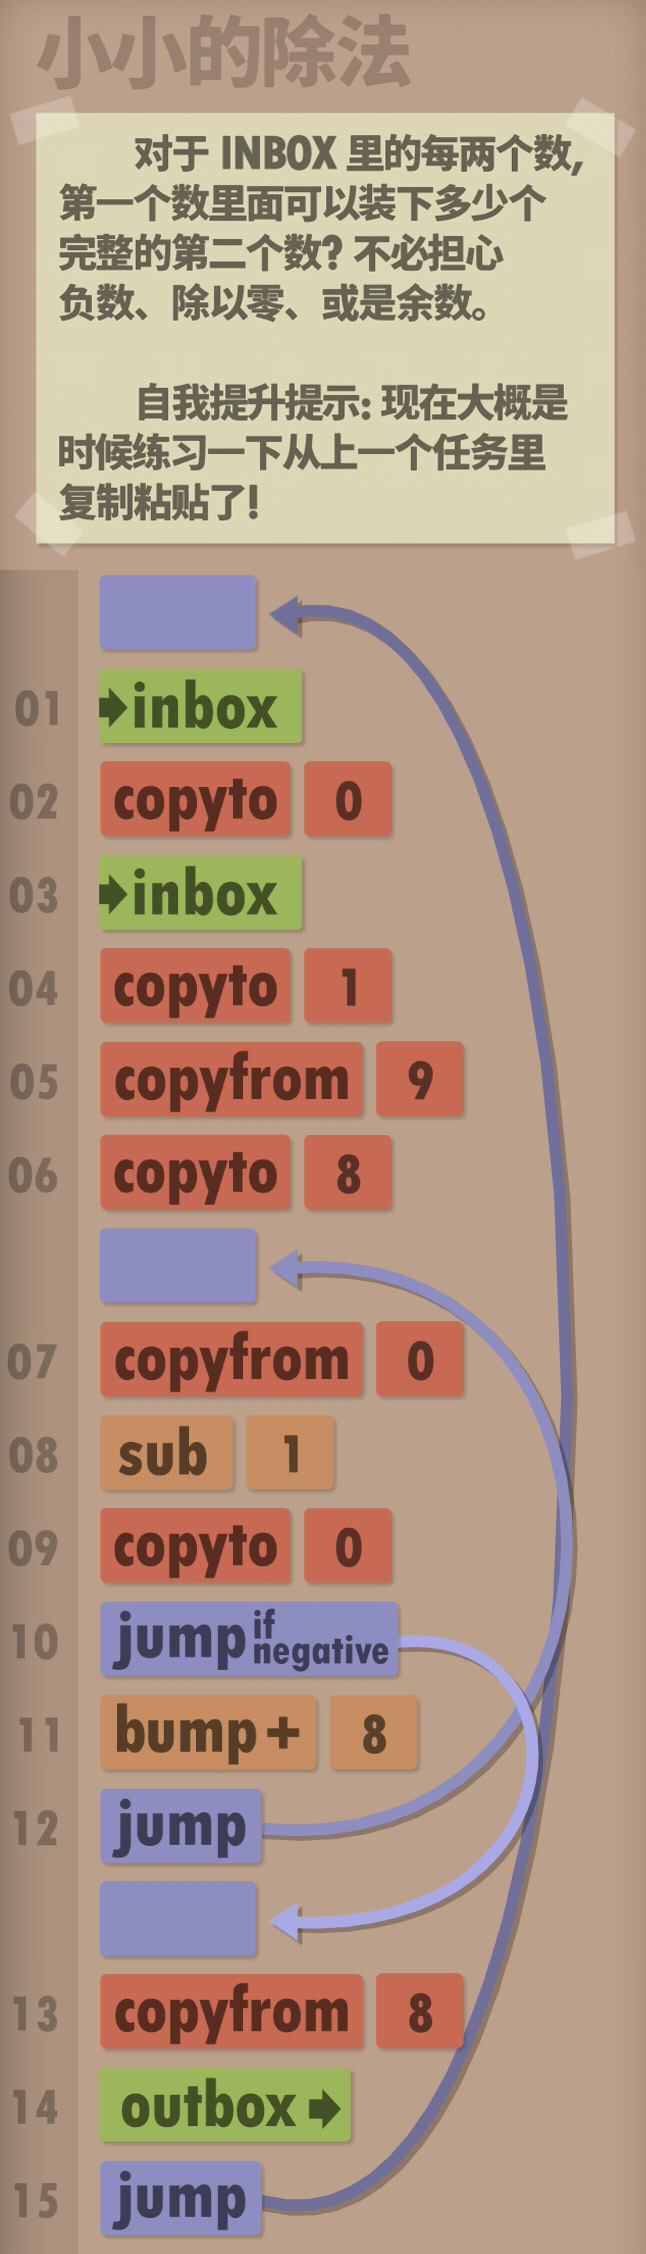 小小的除法
对于 INBOX 里的每两个数,
第一个数里面可以装下多少个
完整的第二个数? 不必担心
负数、除以零、或是余数。
自我提升提示: 现在大概是
时候练习一下从上一个任务里
复制粘贴了!
01 inbox
02 copyto 0
03 inbox
04 copyto 1
05 copyfrom 9
06 copyto 8
07 copyfrom 0
08 sub 1
09 copyto 0
10 jump if negative
11 bump + 8
12 jump
13 copyfrom 8
14 outbox
15 jump